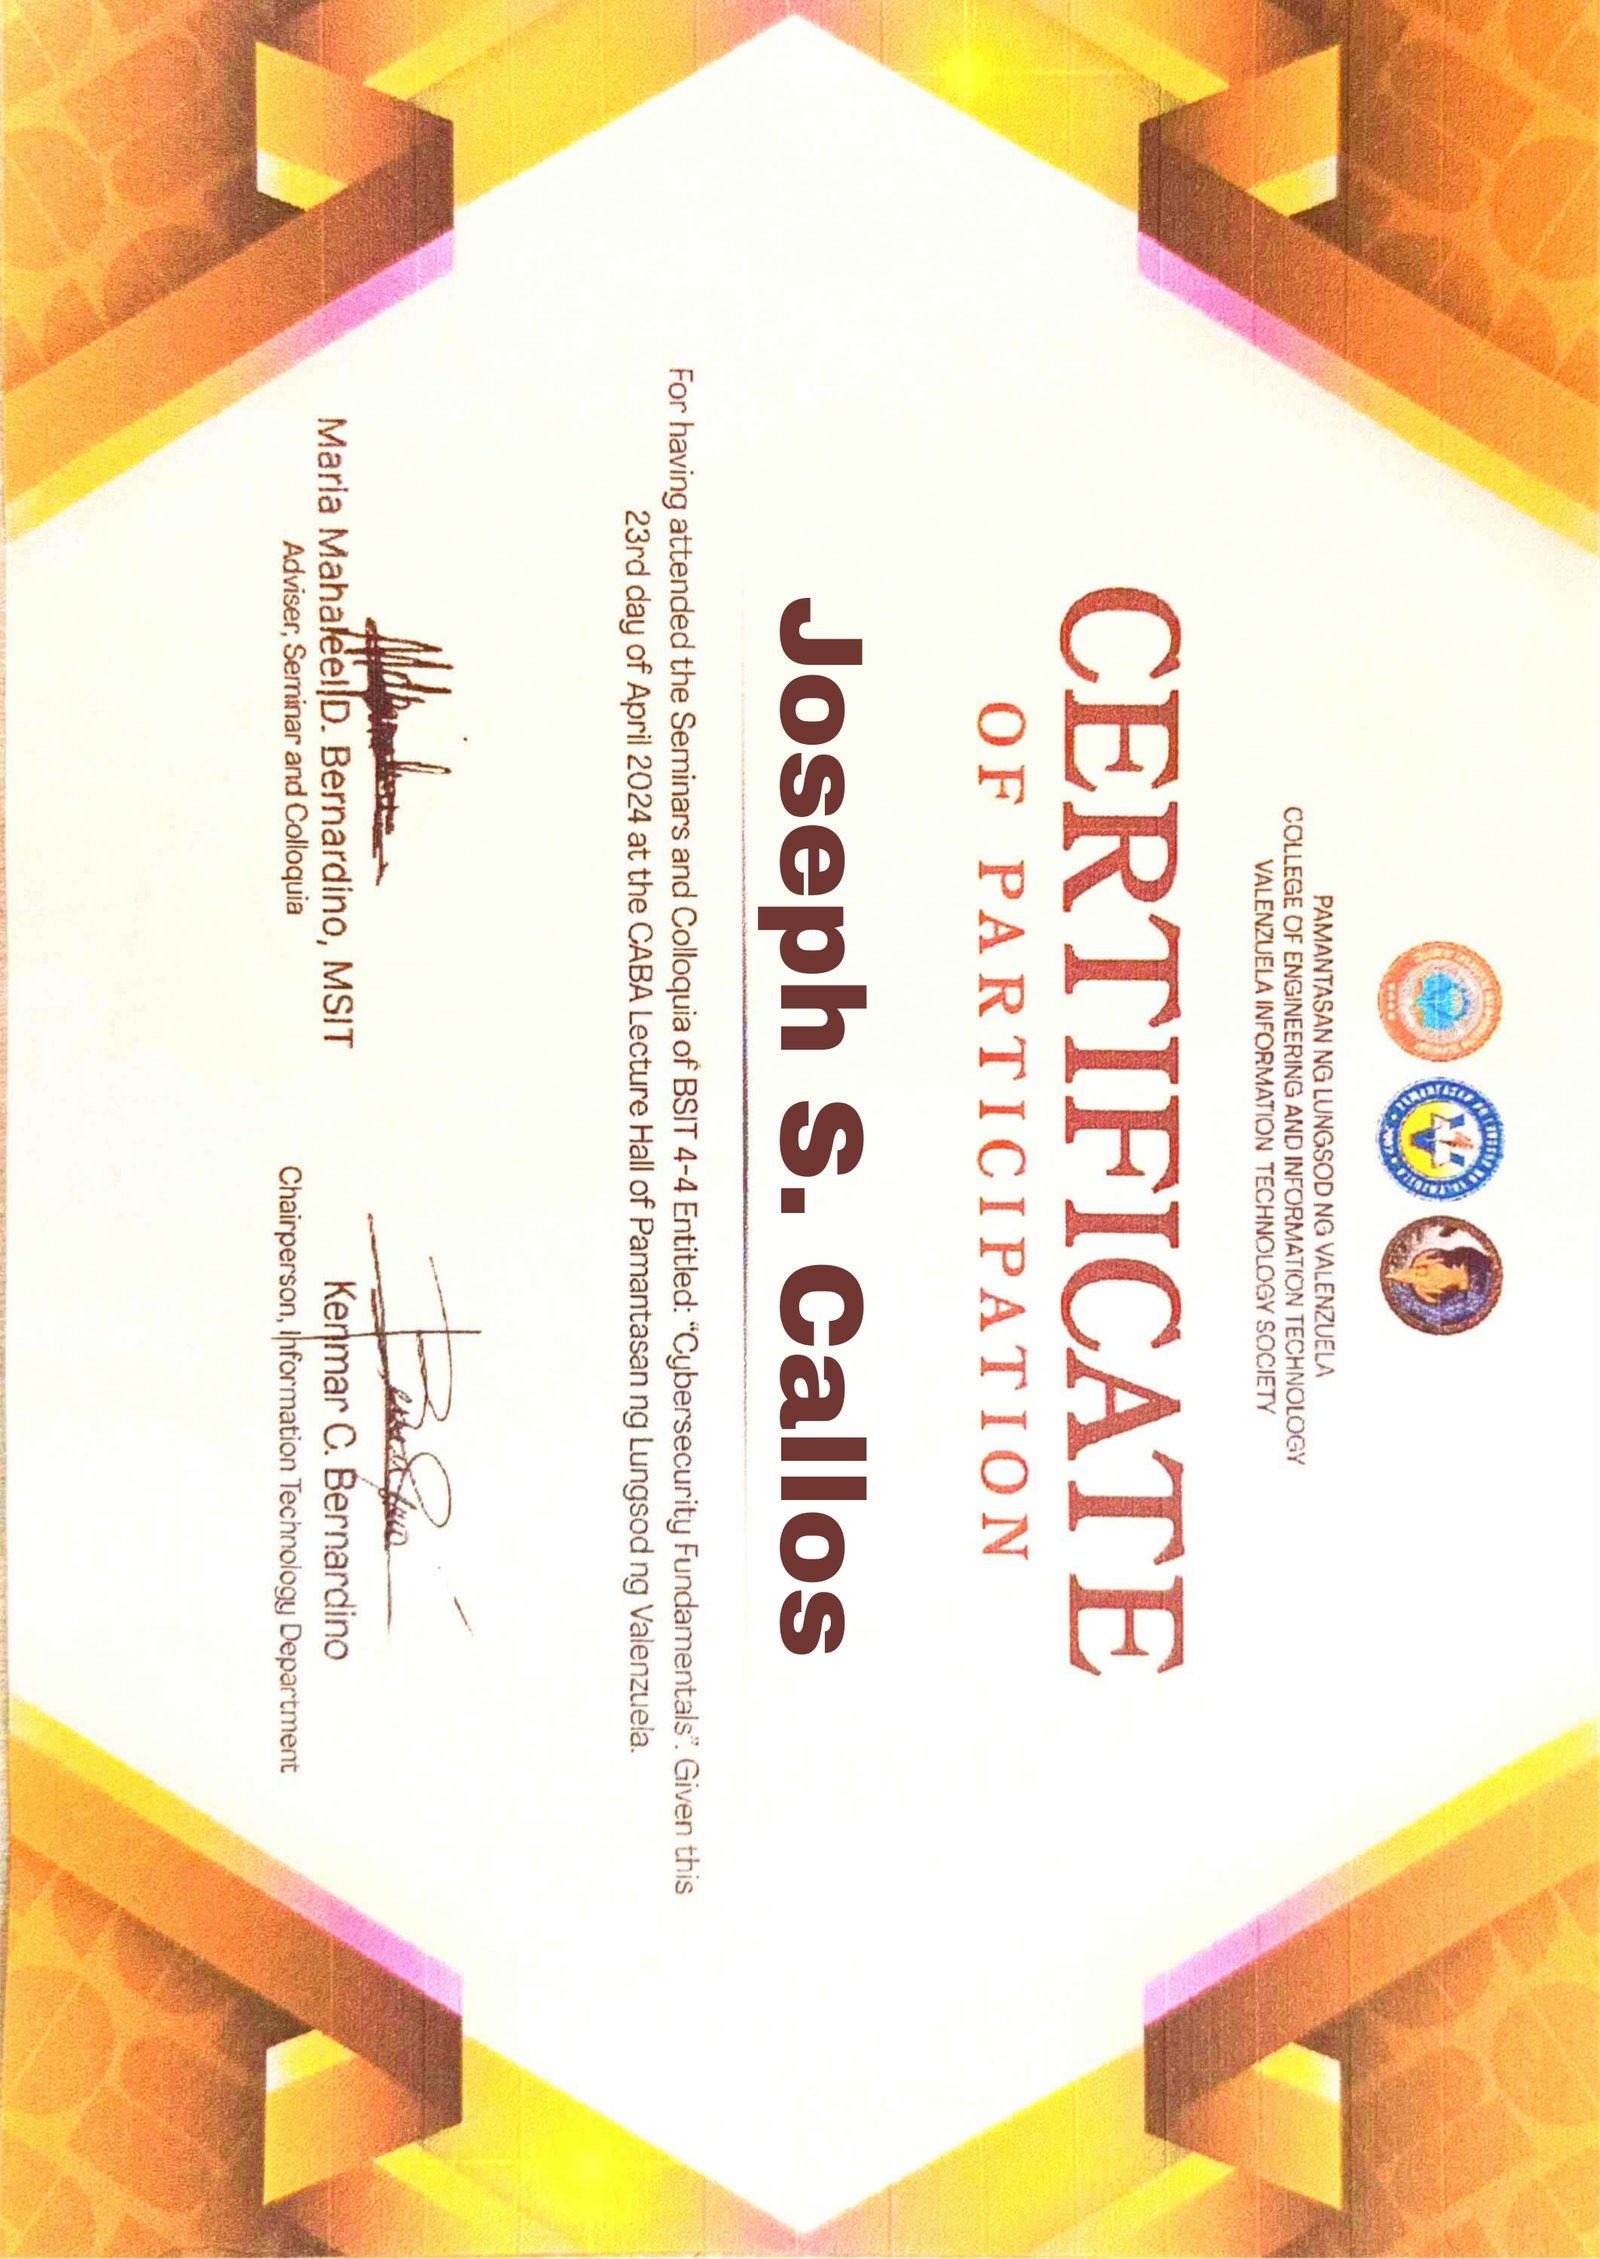 PAMANTASAN NG LUNGSOD NG VALENZUELA
COLLEGE OF ENGINEERING AND INFORMATION TECHNOLOGY
VALENZUELA INFORMATION TECHNOLOGY SOCIETY
CERTIFICATE
OF PARTICIPATION
Joseph S. Callos
For having attended the Seminars and Colloquia of BSIT 4-4 Entitled: “Cybersecurity Fundamentals”. Given this
23rd day of April 2024 at the CABA Lecture Hall of Pamantasan ng Lungsod ng Valenzuela.
Maria Mahaleel D. Bernardino, MSIT
Adviser, Seminar and Colloquia
Kenmar C. Bernardino
Chairperson, Information Technology Department